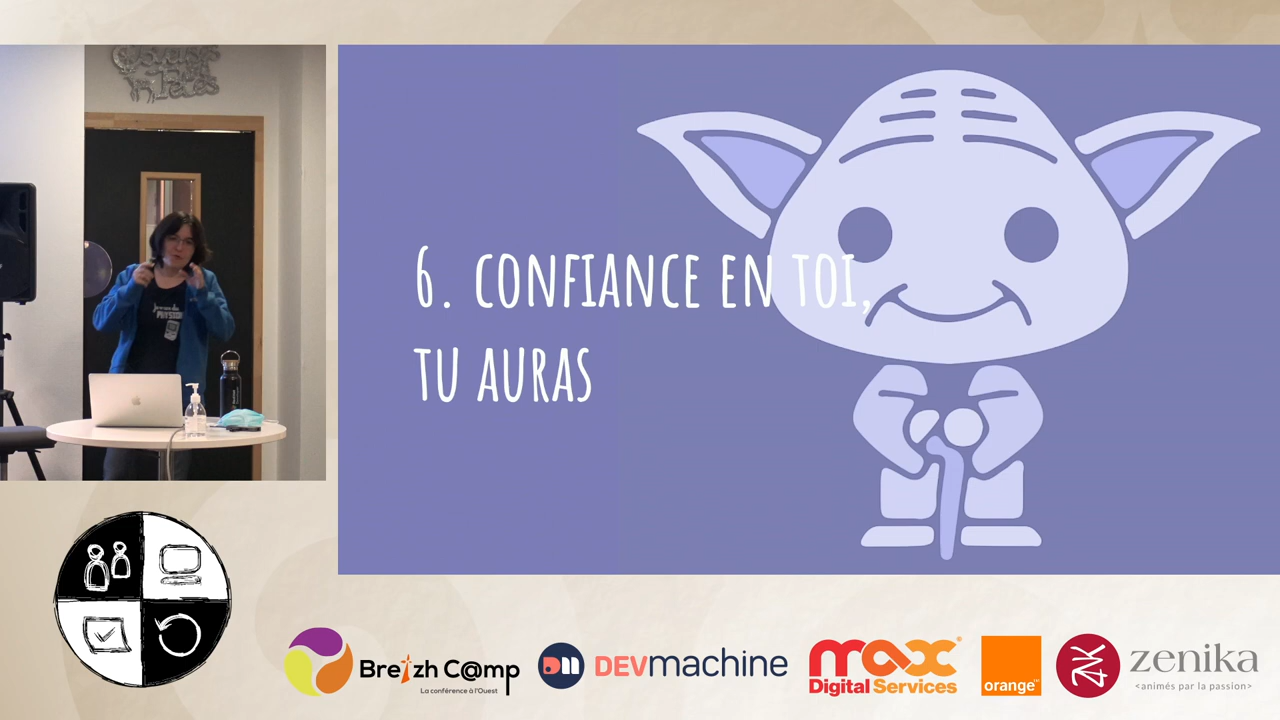 6. CONFIANCE EN TOI,
TU AURAS
Breizh C@mp
La conférence à l'Ouest
DEVmachine
max
Digital Services
orange™
zenika
<animés par la passion>